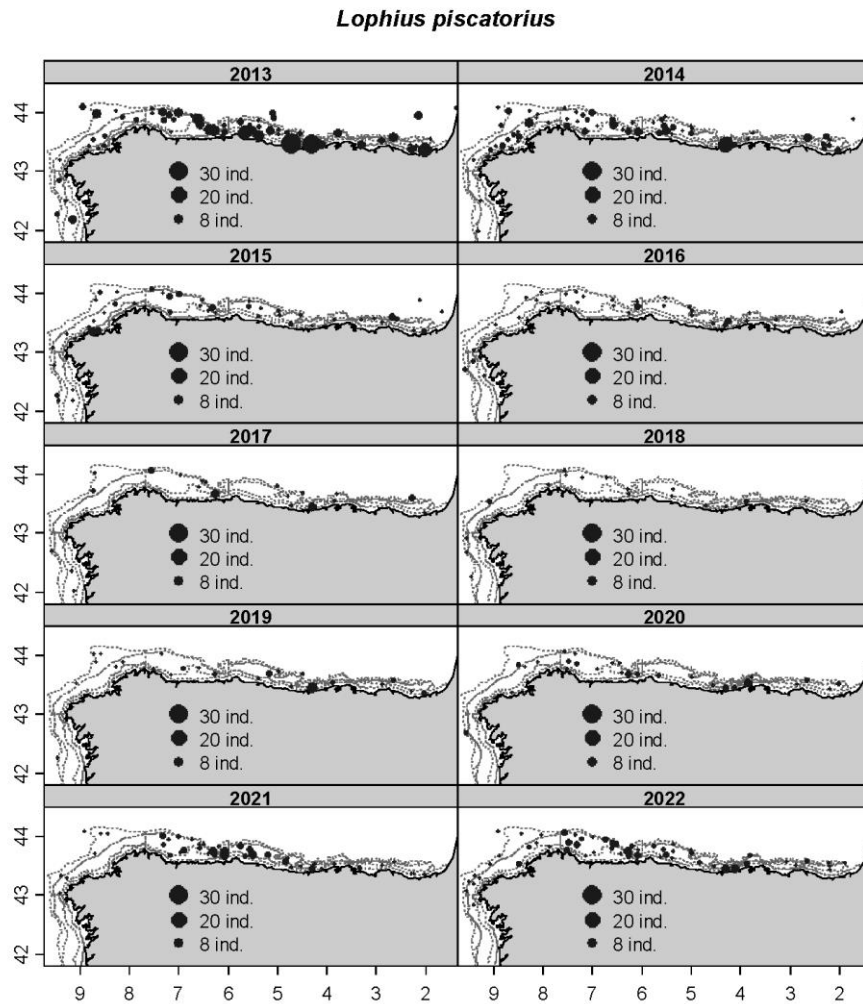 Lophius piscatorius
2013 2014
44
43
42
30 ind. 30 ind.
20 ind. 20 ind.
8 ind. 8 ind.
2015 2016
44
43
42
30 ind. 30 ind.
20 ind. 20 ind.
8 ind. 8 ind.
2017 2018
44
43
42
30 ind. 30 ind.
20 ind. 20 ind.
8 ind. 8 ind.
2019 2020
44
43
42
30 ind. 30 ind.
20 ind. 20 ind.
8 ind. 8 ind.
2021 2022
44
43
42
30 ind. 30 ind.
20 ind. 20 ind.
8 ind. 8 ind.
9 8 7 6 5 4 3 2 9 8 7 6 5 4 3 2